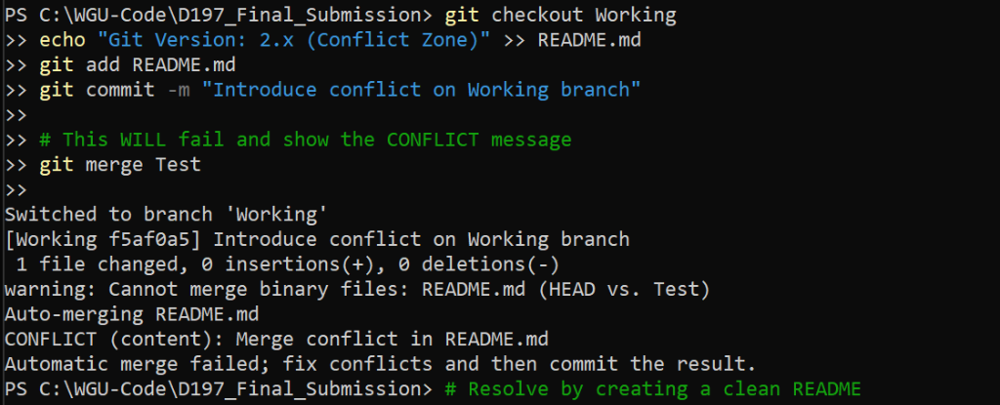 PS C:\WGU-Code\D197_Final_Submission> git checkout Working
>> echo "Git Version: 2.x (Conflict Zone)" >> README.md
>> git add README.md
>> git commit -m "Introduce conflict on Working branch"
>>
>> # This WILL fail and show the CONFLICT message
>> git merge Test
>>
Switched to branch 'Working'
[Working f5af0a5] Introduce conflict on Working branch
 1 file changed, 0 insertions(+), 0 deletions(-)
warning: Cannot merge binary files: README.md (HEAD vs. Test)
Auto-merging README.md
CONFLICT (content): Merge conflict in README.md
Automatic merge failed; fix conflicts and then commit the result.
PS C:\WGU-Code\D197_Final_Submission> # Resolve by creating a clean README